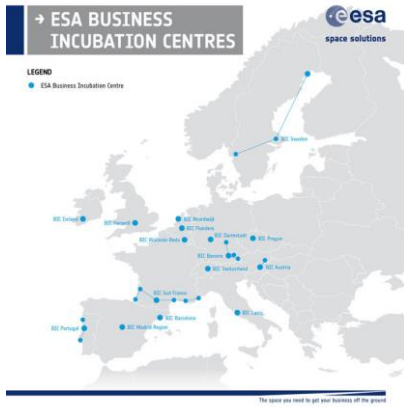 → ESA BUSINESS
INCUBATION CENTRES
esa
space solutions
LEGEND
ESA Business Incubation Centre
BIC Sweden
BIC Ireland
BIC Harwell
BIC Noordwijk
BIC Flanders
BIC Wallonie Redu
BIC Darmstadt
BIC Prague
BIC Bavaria
BIC Switzerland
BIC Austria
BIC Sud France
BIC Barcelona
BIC Lazio
BIC Portugal
BIC Madrid Region
The space you need to get your business off the ground